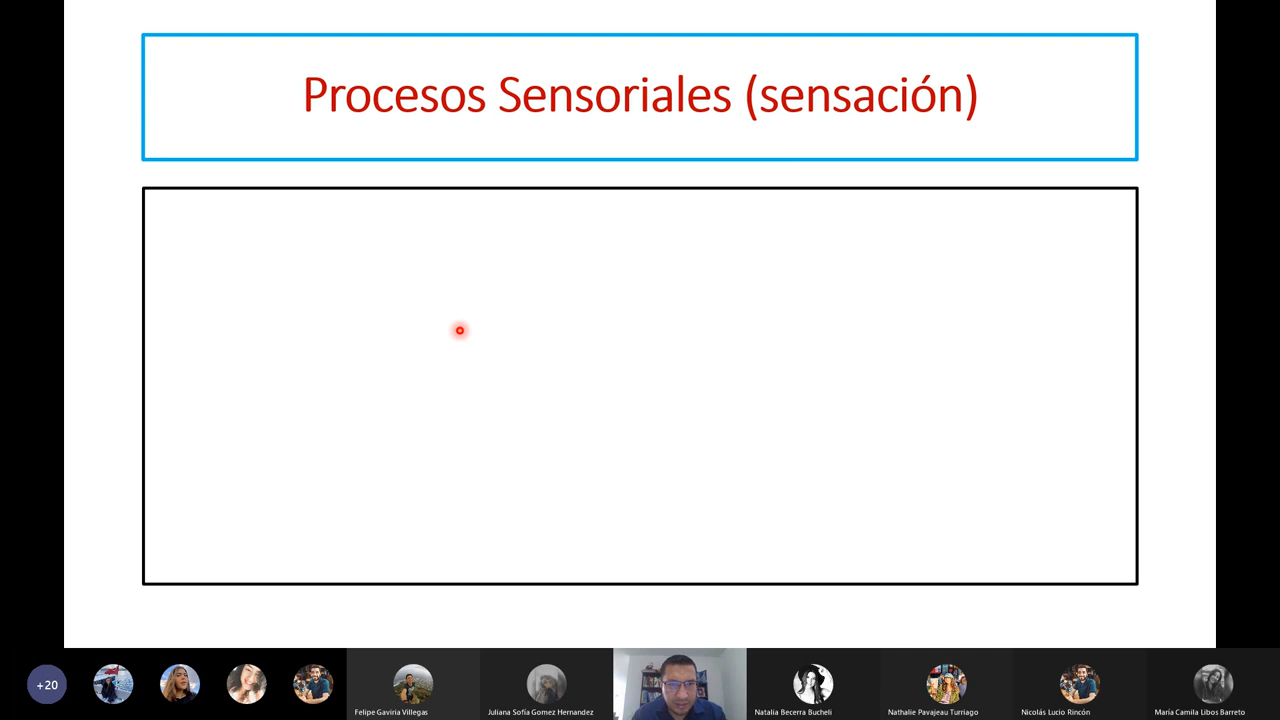 Procesos Sensoriales (sensación)
+20
Felipe Gaviria Villegas
Juliana Sofía Gomez Hernandez
Natalia Becerra Bucheli
Nathalie Pavajeau Turriago
Nicolás Lucio Rincón
María Camila Libos Barreto